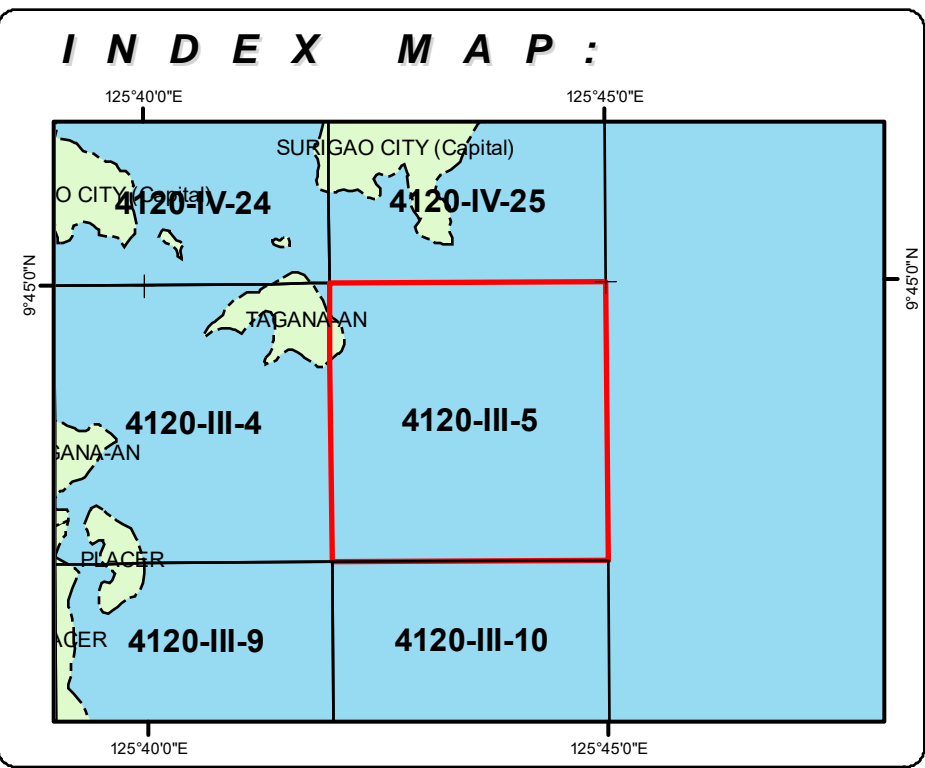 INDEX MAP:
125°40'0"E
125°45'0"E
SURIGAO CITY (Capital)
O CITY (Capital)
4120-IV-24
4120-IV-25
9°45'0"N
9°45'0"N
TAGANA-AN
4120-III-4
4120-III-5
GANA-AN
PLACER
ACER
4120-III-9
4120-III-10
125°40'0"E
125°45'0"E